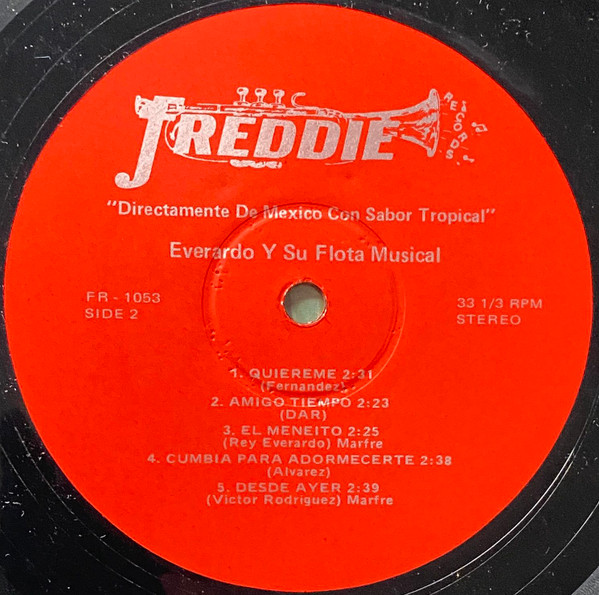 FREDDIE
RECORDS
"Directamente De Mexico Con Sabor Tropical"
Everardo Y Su Flota Musical
FR - 1053
SIDE 2
33 1/3 RPM
STEREO
1. QUIEREME 2:31
(Fernandez)
2. AMIGO TIEMPO 2:23
(DAR)
3. EL MENEITO 2:25
(Rey Everardo) Marfre
4. CUMBIA PARA ADORMECERTE 2:38
(Alvarez)
5. DESDE AYER 2:39
(Victor Rodriguez) Marfre